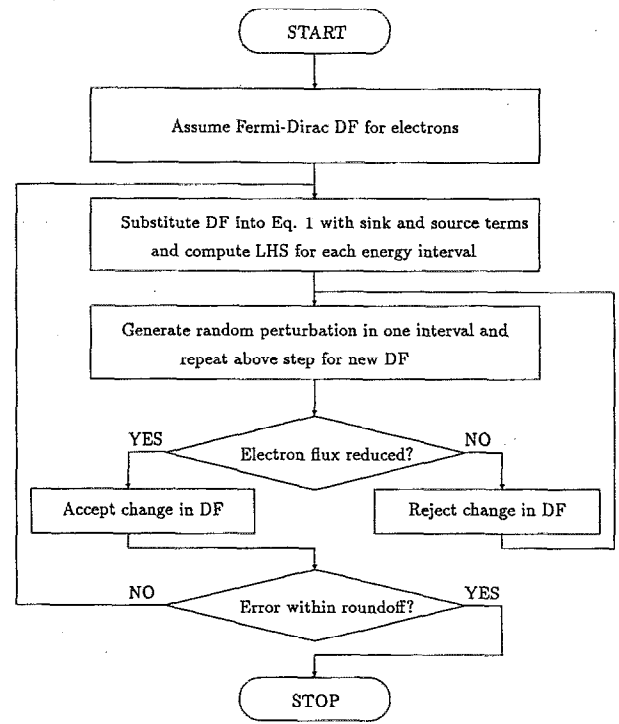 START
Assume Fermi-Dirac DF for electrons
Substitute DF into Eq. 1 with sink and source terms
and compute LHS for each energy interval
Generate random perturbation in one interval and
repeat above step for new DF
YES
Electron flux reduced?
NO
Accept change in DF
Reject change in DF
NO
Error within roundoff?
YES
STOP